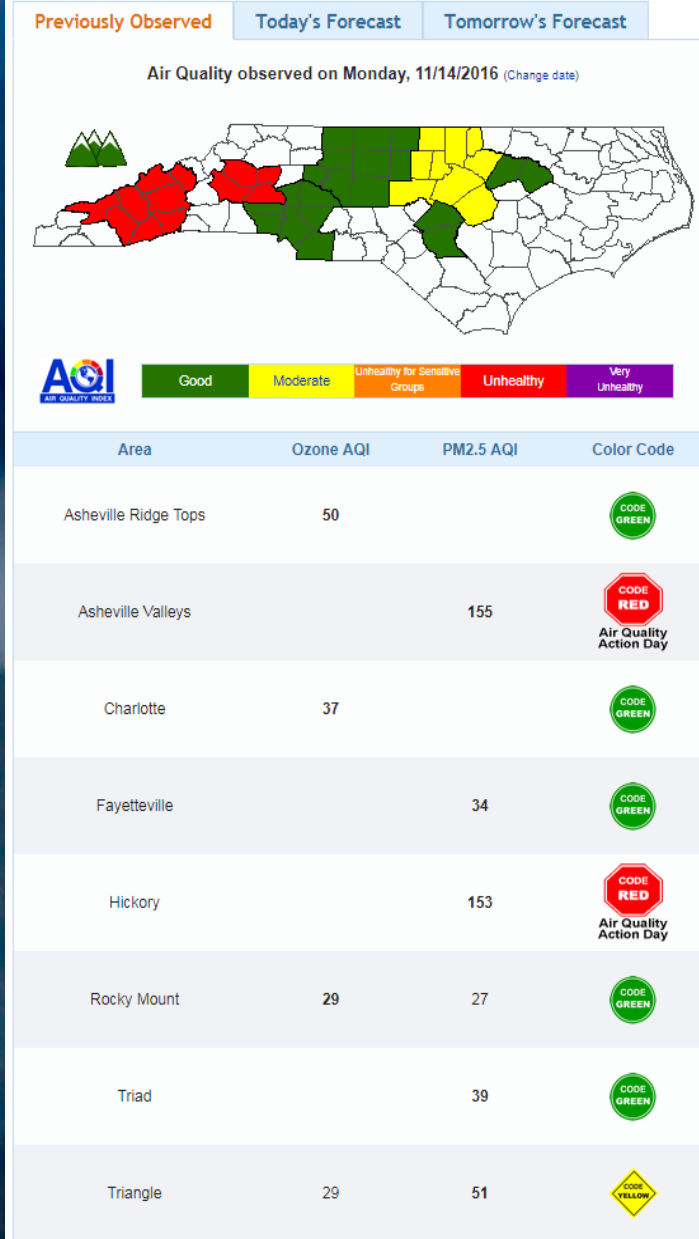 Previously Observed Today's Forecast Tomorrow's Forecast
Air Quality observed on Monday, 11/14/2016 (Change date)
AQI
AIR QUALITY INDEX
Good Moderate Unhealthy for Sensitive Groups Unhealthy Very Unhealthy
Area Ozone AQI PM2.5 AQI Color Code
Asheville Ridge Tops 50 CODE GREEN
Asheville Valleys 155 CODE RED
Air Quality
Action Day
Charlotte 37 CODE GREEN
Fayetteville 34 CODE GREEN
Hickory 153 CODE RED
Air Quality
Action Day
Rocky Mount 29 27 CODE GREEN
Triad 39 CODE GREEN
Triangle 29 51 CODE YELLOW